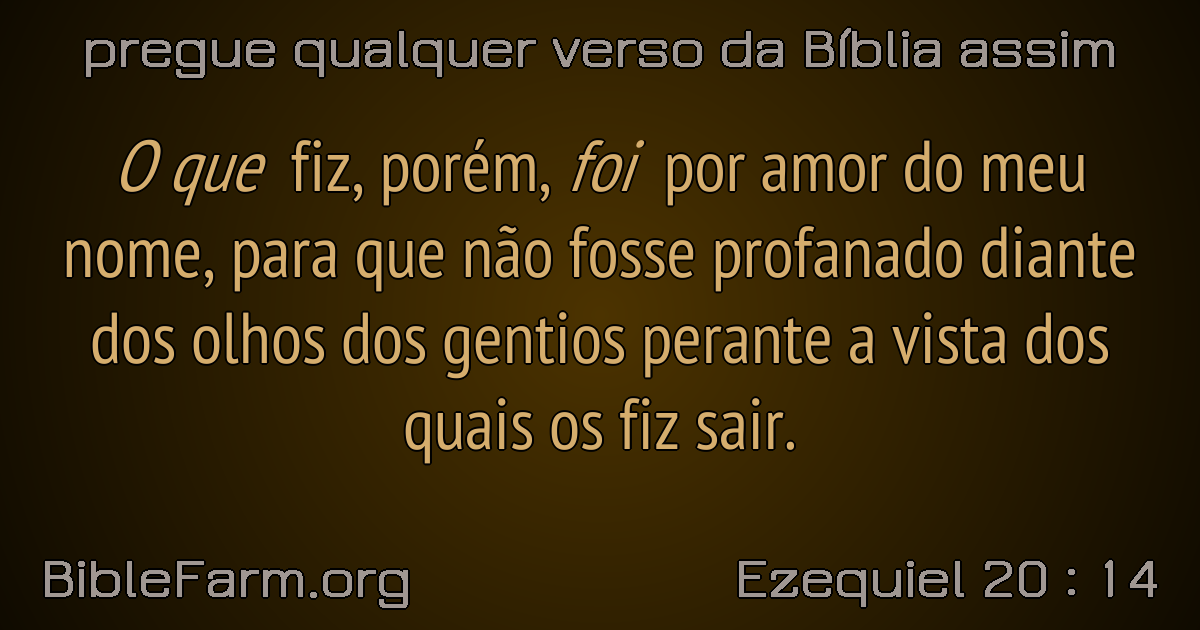 pregue qualquer verso da Bíblia assim
O que fiz, porém, foi por amor do meu
nome, para que não fosse profanado diante
dos olhos dos gentios perante a vista dos
quais os fiz sair.
BibleFarm.org
Ezequiel 20 : 14